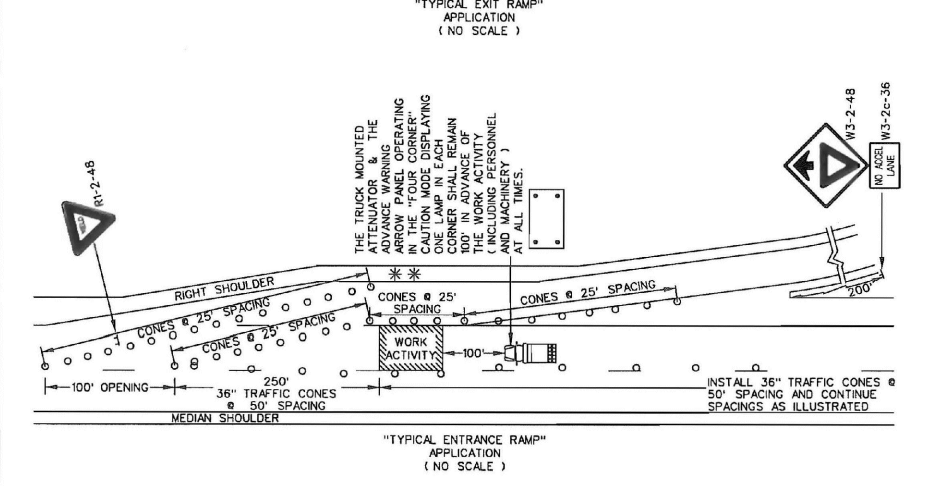 "TYPICAL EXIT RAMP"
APPLICATION
( NO SCALE )
R1-2-48
YIELD
THE TRUCK MOUNTED
ATTENUATOR & THE
ADVANCE WARNING
ARROW PANEL OPERATING
IN THE "FOUR CORNER"
CAUTION MODE DISPLAYING
ONE LAMP IN EACH
CORNER SHALL REMAIN
100' IN ADVANCE OF
THE WORK ACTIVITY
( INCLUDING PERSONNEL
AND MACHINERY )
AT ALL TIMES.
W3-2-48
W3-2c-36
NO ACCEL
LANE
RIGHT SHOULDER
CONES @ 25' SPACING
CONES @ 25' SPACING
CONES @ 25'
SPACING
CONES @ 25' SPACING
200'
WORK
ACTIVITY
100'
100' OPENING
250'
36" TRAFFIC CONES
@ 50' SPACING
INSTALL 36" TRAFFIC CONES @
50' SPACING AND CONTINUE
SPACINGS AS ILLUSTRATED
MEDIAN SHOULDER
"TYPICAL ENTRANCE RAMP"
APPLICATION
( NO SCALE )